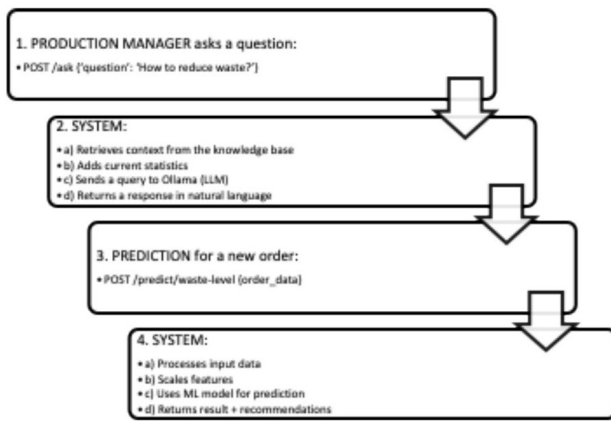 1. PRODUCTION MANAGER asks a question:
• POST /ask {'question': 'How to reduce waste?'}
2. SYSTEM:
• a) Retrieves context from the knowledge base
• b) Adds current statistics
• c) Sends a query to Ollama (LLM)
• d) Returns a response in natural language
3. PREDICTION for a new order:
• POST /predict/waste-level {order_data}
4. SYSTEM:
• a) Processes input data
• b) Scales features
• c) Uses ML model for prediction
• d) Returns result + recommendations